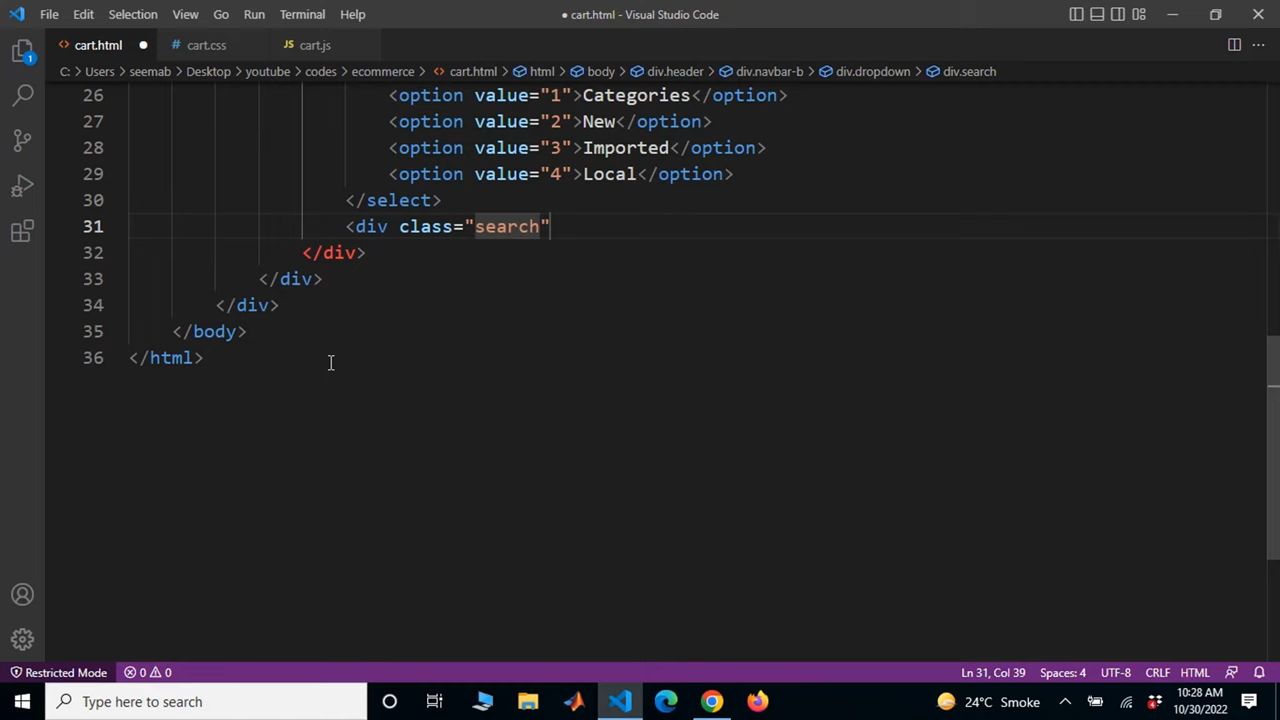 File Edit Selection View Go Run Terminal Help
● cart.html - Visual Studio Code
cart.html ● # cart.css JS cart.js
C: > Users > seemab > Desktop > youtube > codes > ecommerce > cart.html > html > body > div.header > div.navbar-b > div.dropdown > div.search
26 <option value="1">Categories</option>
27 <option value="2">New</option>
28 <option value="3">Imported</option>
29 <option value="4">Local</option>
30 </select>
31 <div class="search"
32 </div>
33 </div>
34 </div>
35 </body>
36 </html>
1
Restricted Mode 0 0 Ln 31, Col 39 Spaces: 4 UTF-8 CRLF HTML
Type here to search 24°C Smoke 10:28 AM
10/30/2022